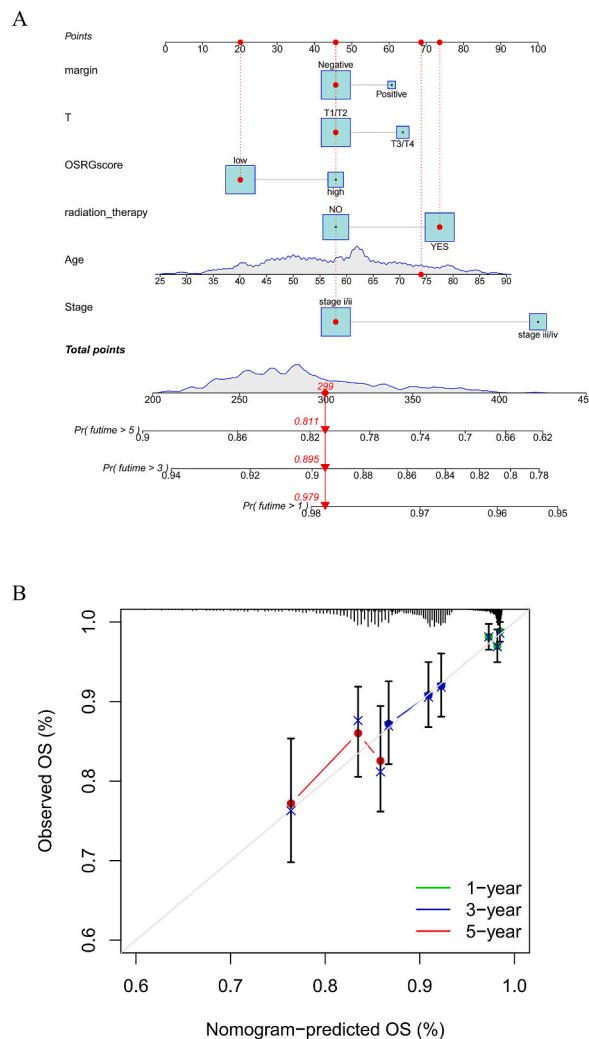 A
Points
0 20 40 60 80 100
margin
Negative
Positive
T
T1/T2
T3/T4
OSRGscore
low
high
radiation_therapy
NO
YES
Age
25 30 35 40 45 50 55 60 65 70 75 80 85 90
Stage
stage i/ii
stage iii/iv
Total points
299
200 250 300 350 400 45
0.811
Pr( futime > 5 )
0.9 0.86 0.82 0.78 0.74 0.7 0.66 0.62
0.895
Pr( futime > 3 )
0.94 0.92 0.9 0.88 0.86 0.84 0.82 0.8 0.78
0.979
Pr( futime > 1 )
0.98 0.97 0.96 0.95
B
Observed OS (%)
1.0
0.9
0.8
0.7
0.6
1−year
3−year
5−year
0.6 0.7 0.8 0.9 1.0
Nomogram−predicted OS (%)